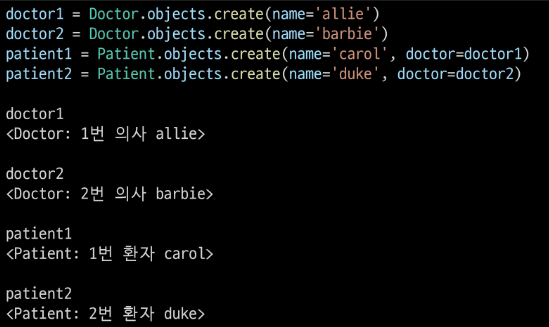 doctor1 = Doctor.objects.create(name='allie')
doctor2 = Doctor.objects.create(name='barbie')
patient1 = Patient.objects.create(name='carol', doctor=doctor1)
patient2 = Patient.objects.create(name='duke', doctor=doctor2)
doctor1
<Doctor: 1번 의사 allie>
doctor2
<Doctor: 2번 의사 barbie>
patient1
<Patient: 1번 환자 carol>
patient2
<Patient: 2번 환자 duke>